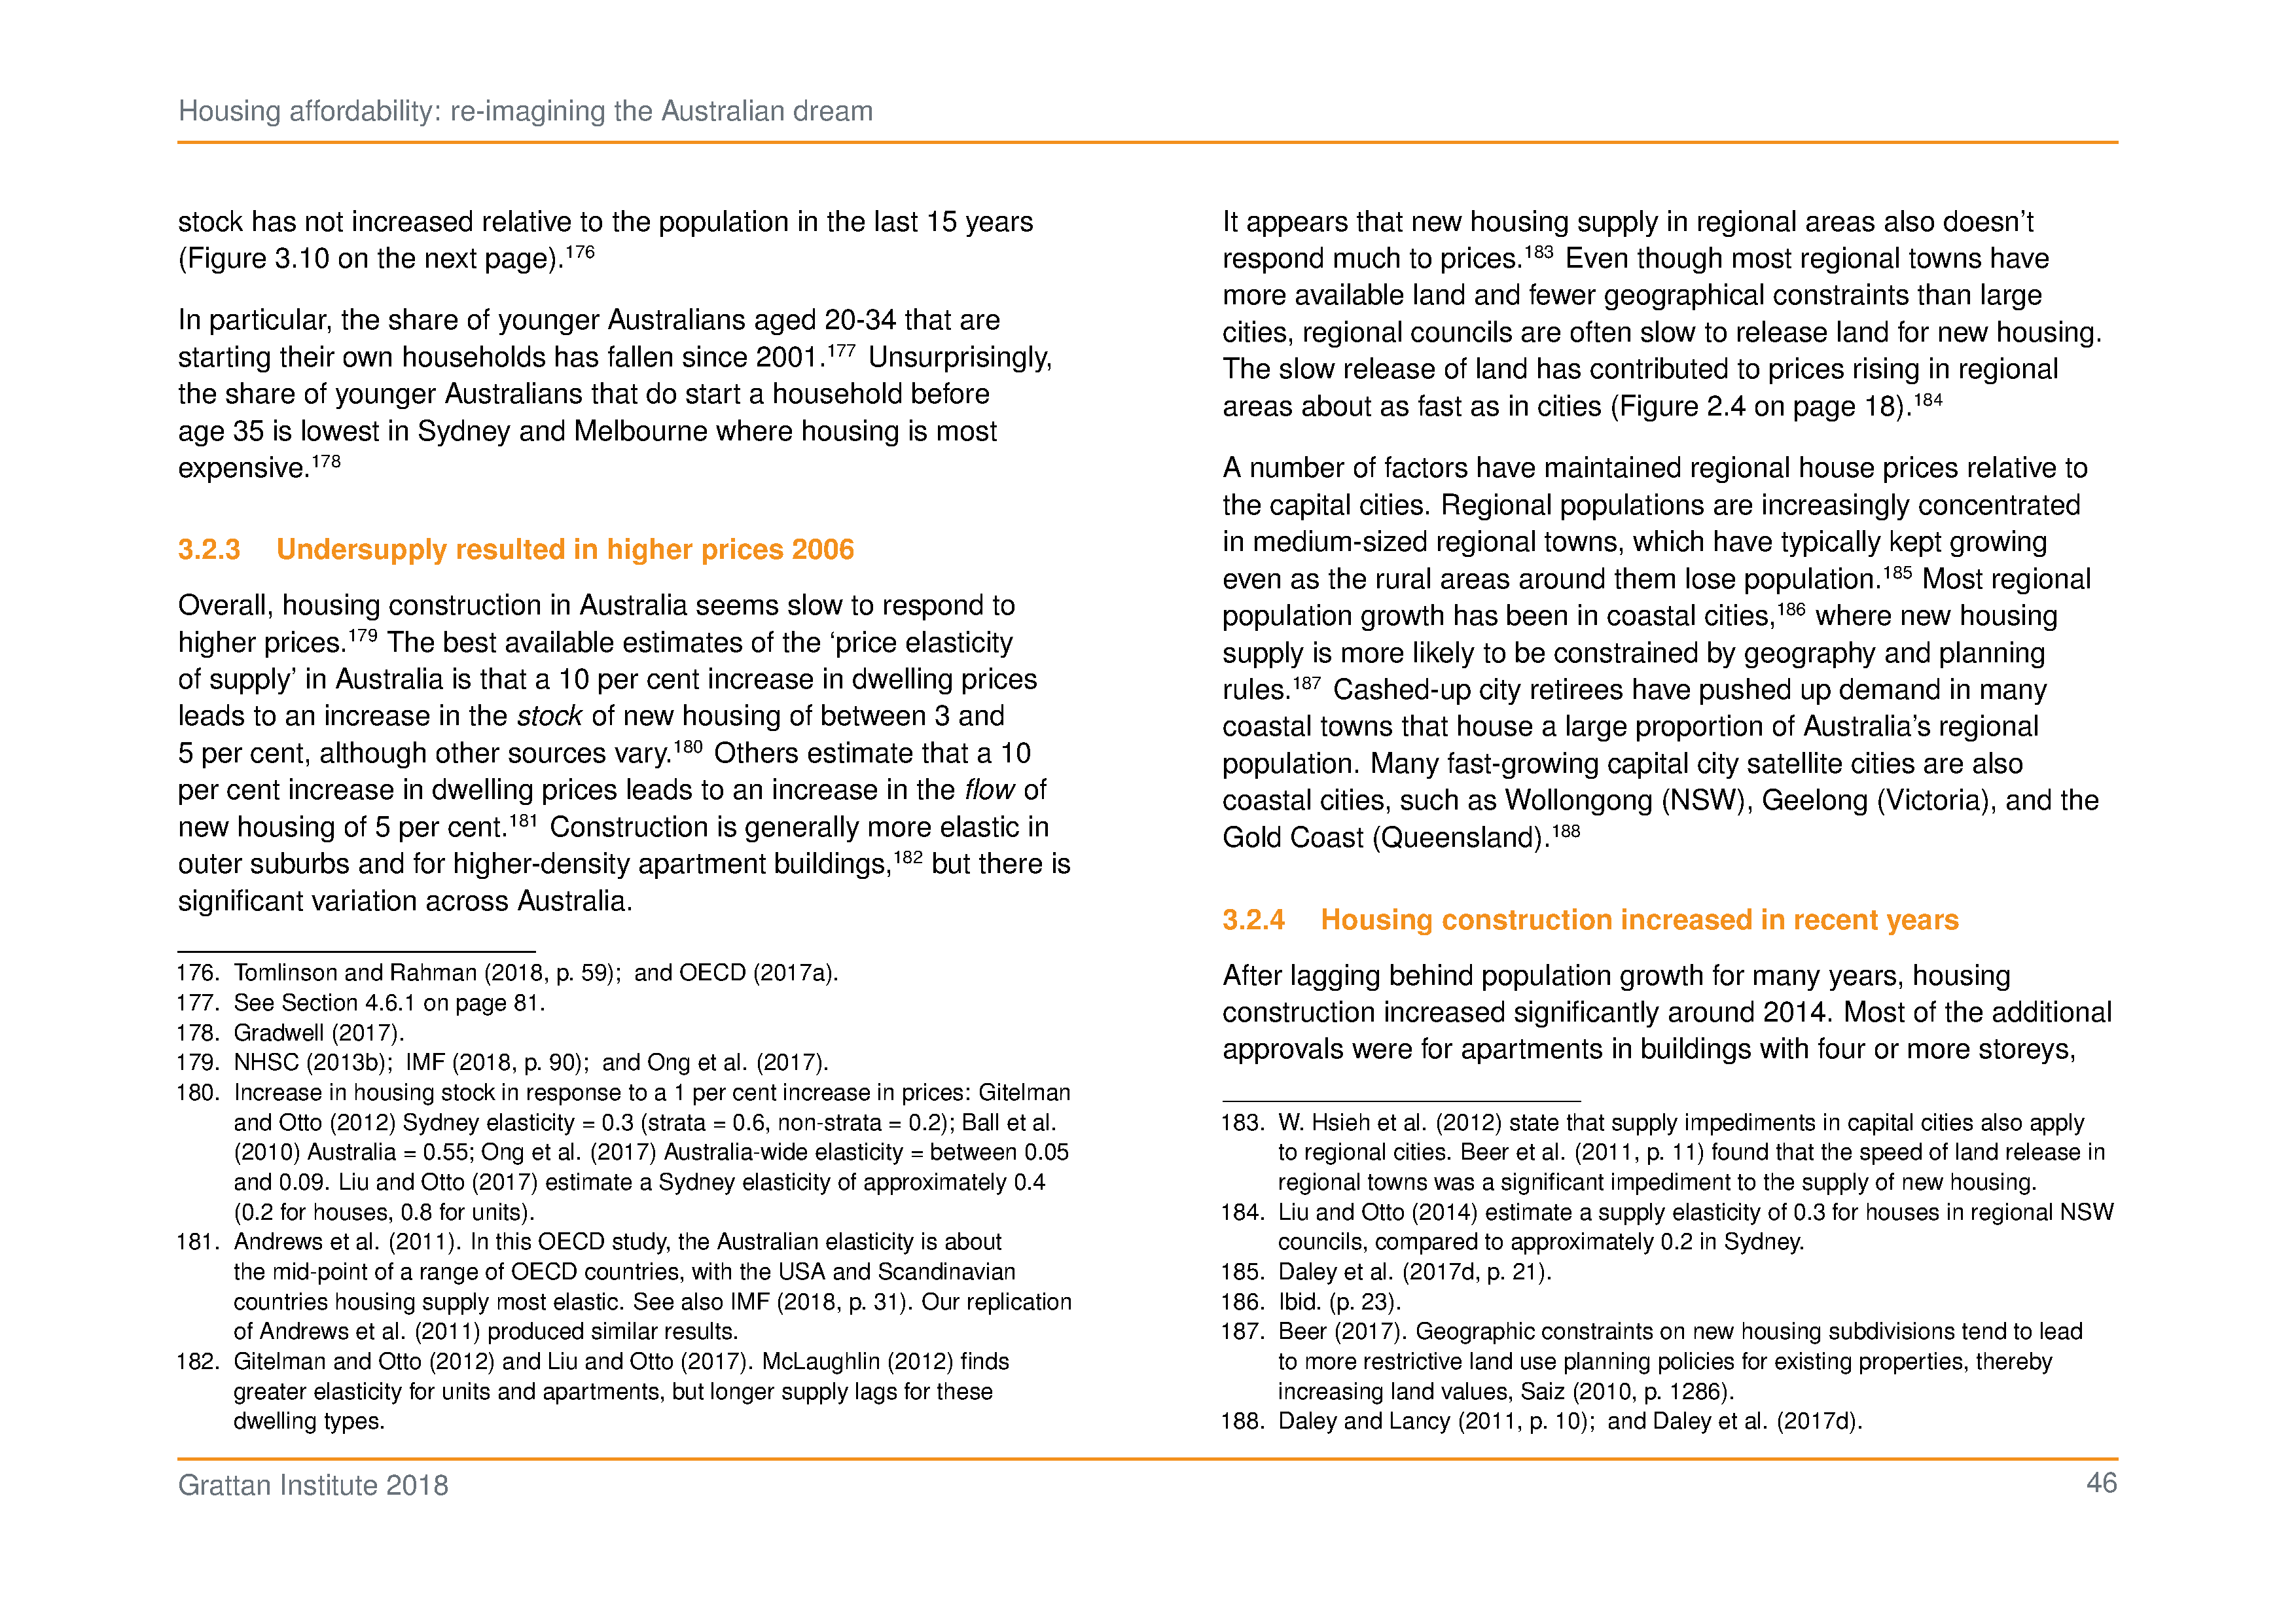 Housing affordability: re-imagining the Australian dream
stock has not increased relative to the population in the last 15 years
(Figure 3.10 on the next page).176
In particular, the share of younger Australians aged 20-34 that are
starting their own households has fallen since 2001.177 Unsurprisingly,
the share of younger Australians that do start a household before
age 35 is lowest in Sydney and Melbourne where housing is most
expensive.178
3.2.3 Undersupply resulted in higher prices 2006
Overall, housing construction in Australia seems slow to respond to
higher prices.179 The best available estimates of the ‘price elasticity
of supply’ in Australia is that a 10 per cent increase in dwelling prices
leads to an increase in the stock of new housing of between 3 and
5 per cent, although other sources vary.180 Others estimate that a 10
per cent increase in dwelling prices leads to an increase in the flow of
new housing of 5 per cent.181 Construction is generally more elastic in
outer suburbs and for higher-density apartment buildings,182 but there is
significant variation across Australia.
176. Tomlinson and Rahman (2018, p. 59); and OECD (2017a).
177. See Section 4.6.1 on page 81.
178. Gradwell (2017).
179. NHSC (2013b); IMF (2018, p. 90); and Ong et al. (2017).
180. Increase in housing stock in response to a 1 per cent increase in prices: Gitelman
and Otto (2012) Sydney elasticity = 0.3 (strata = 0.6, non-strata = 0.2); Ball et al.
(2010) Australia = 0.55; Ong et al. (2017) Australia-wide elasticity = between 0.05
and 0.09. Liu and Otto (2017) estimate a Sydney elasticity of approximately 0.4
(0.2 for houses, 0.8 for units).
181. Andrews et al. (2011). In this OECD study, the Australian elasticity is about
the mid-point of a range of OECD countries, with the USA and Scandinavian
countries housing supply most elastic. See also IMF (2018, p. 31). Our replication
of Andrews et al. (2011) produced similar results.
182. Gitelman and Otto (2012) and Liu and Otto (2017). McLaughlin (2012) finds
greater elasticity for units and apartments, but longer supply lags for these
dwelling types.
It appears that new housing supply in regional areas also doesn’t
respond much to prices.183 Even though most regional towns have
more available land and fewer geographical constraints than large
cities, regional councils are often slow to release land for new housing.
The slow release of land has contributed to prices rising in regional
areas about as fast as in cities (Figure 2.4 on page 18).184
A number of factors have maintained regional house prices relative to
the capital cities. Regional populations are increasingly concentrated
in medium-sized regional towns, which have typically kept growing
even as the rural areas around them lose population.185 Most regional
population growth has been in coastal cities,186 where new housing
supply is more likely to be constrained by geography and planning
rules.187 Cashed-up city retirees have pushed up demand in many
coastal towns that house a large proportion of Australia’s regional
population. Many fast-growing capital city satellite cities are also
coastal cities, such as Wollongong (NSW), Geelong (Victoria), and the
Gold Coast (Queensland).188
3.2.4 Housing construction increased in recent years
After lagging behind population growth for many years, housing
construction increased significantly around 2014. Most of the additional
approvals were for apartments in buildings with four or more storeys,
183. W. Hsieh et al. (2012) state that supply impediments in capital cities also apply
to regional cities. Beer et al. (2011, p. 11) found that the speed of land release in
regional towns was a significant impediment to the supply of new housing.
184. Liu and Otto (2014) estimate a supply elasticity of 0.3 for houses in regional NSW
councils, compared to approximately 0.2 in Sydney.
185. Daley et al. (2017d, p. 21).
186. Ibid. (p. 23).
187. Beer (2017). Geographic constraints on new housing subdivisions tend to lead
to more restrictive land use planning policies for existing properties, thereby
increasing land values, Saiz (2010, p. 1286).
188. Daley and Lancy (2011, p. 10); and Daley et al. (2017d).
Grattan Institute 2018
46